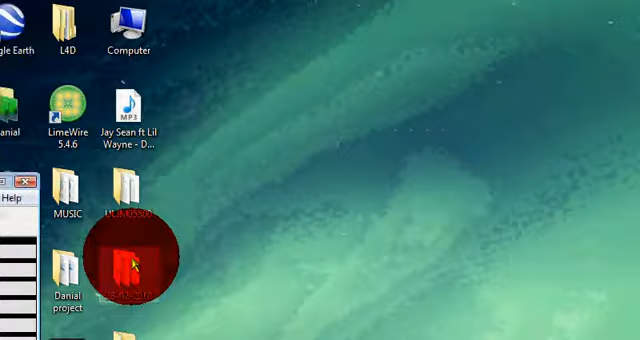 gle Earth
L4D
Computer
anial
LimeWire
5.4.6
MP3
Jay Sean ft Lil
Wayne - D...
Help
MUSIC
Danial
project